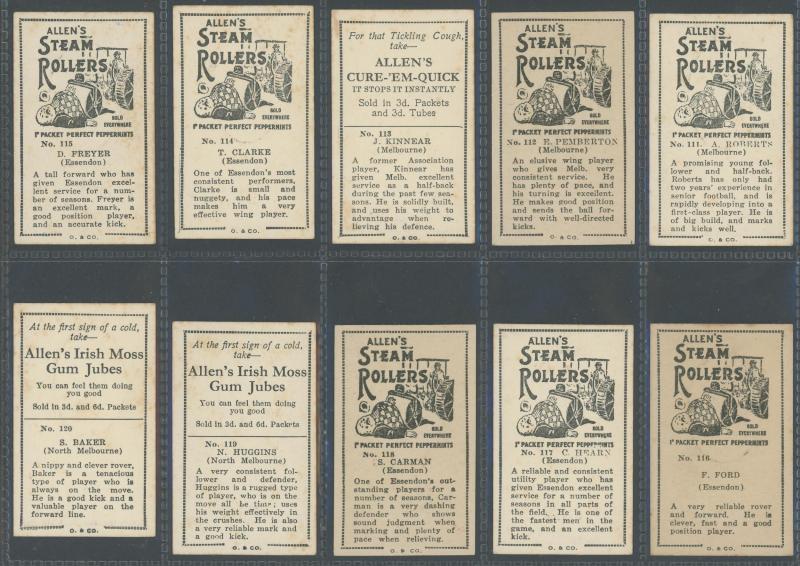 ALLEN'S
STEAM
ROLLERS
SOLD
EVERYWHERE
1D PACKET PERFECT PEPPERMINTS
No. 115
D. FREYER
(Essendon)
A tall forward who has
given Essendon excel-
lent service for a num-
ber of seasons. Freyer is
an excellent mark, a
good position player,
and an accurate kick.
O. & CO.
ALLEN'S
STEAM
ROLLERS
SOLD
EVERYWHERE
1D PACKET PERFECT PEPPERMINTS
No. 114
T. CLARKE
(Essendon)
One of Essendon's most
consistent performers,
Clarke is small and
nuggety, and his pace
makes him a very
effective wing player.
O. & CO.
For that Tickling Cough,
take—
ALLEN'S
CURE-'EM-QUICK
IT STOPS IT INSTANTLY
Sold in 3d. Packets
and 3d. Tubes
No. 113
J. KINNEAR
(Melbourne)
A former Association
player, Kinnear has
given Melb. excellent
service as a half-back
during the past few sea-
sons. He is solidly built,
and uses his weight to
advantage when re-
lieving his defence.
O. & CO.
ALLEN'S
STEAM
ROLLERS
SOLD
EVERYWHERE
1D PACKET PERFECT PEPPERMINTS
No. 112 E. PEMBERTON
(Melbourne)
An elusive wing player
who gives Melb. very
consistent service. He
has plenty of pace, and
his turning is excellent.
He makes good position
and sends the ball for-
ward with well-directed
kicks.
O. & CO.
ALLEN'S
STEAM
ROLLERS
SOLD
EVERYWHERE
1D PACKET PERFECT PEPPERMINTS
No. 111. A. ROBERTS
(Melbourne)
A promising young fol-
lower and half-back.
Roberts has only had
two years' experience in
senior football, and is
rapidly developing into a
first-class player. He is
of big build, and marks
and kicks well.
O. & CO.
At the first sign of a cold,
take—
Allen's Irish Moss
Gum Jubes
You can feel them doing
you good
Sold in 3d. and 6d. Packets
No. 120
S. BAKER
(North Melbourne)
A nippy and clever rover,
Baker is a tenacious
type of player who is
always on the move.
He is a good kick and a
valuable player on the
forward line.
O. & CO.
At the first sign of a cold,
take—
Allen's Irish Moss
Gum Jubes
You can feel them doing
you good
Sold in 3d. and 6d. Packets
No. 119
N. HUGGINS
(North Melbourne)
A very consistent fol-
lower and defender,
Huggins is a rugged type
of player, who is on the
move all the time; uses
his weight effectively in
the crushes. He is also
a very reliable mark and
a good kick.
O. & CO.
ALLEN'S
STEAM
ROLLERS
SOLD
EVERYWHERE
1D PACKET PERFECT PEPPERMINTS
No. 118
S. CARMAN
(Essendon)
One of Essendon's out-
standing players for a
number of seasons, Car-
man is a very dashing
defender who shows
sound judgment when
marking and plenty of
pace when relieving.
O. & CO.
ALLEN'S
STEAM
ROLLERS
SOLD
EVERYWHERE
1D PACKET PERFECT PEPPERMINTS
No. 117 C. HEARN
(Essendon)
A reliable and consistent
utility player who has
given Essendon excellent
service for a number of
seasons in all parts of
the field. He is one of
the fastest men in the
game, and an excellent
kick.
O. & CO.
ALLEN'S
STEAM
ROLLERS
SOLD
EVERYWHERE
1D PACKET PERFECT PEPPERMINTS
No. 116
F. FORD
(Essendon)
A very reliable rover
and forward. He is
clever, fast and a good
position player.
O. & CO.